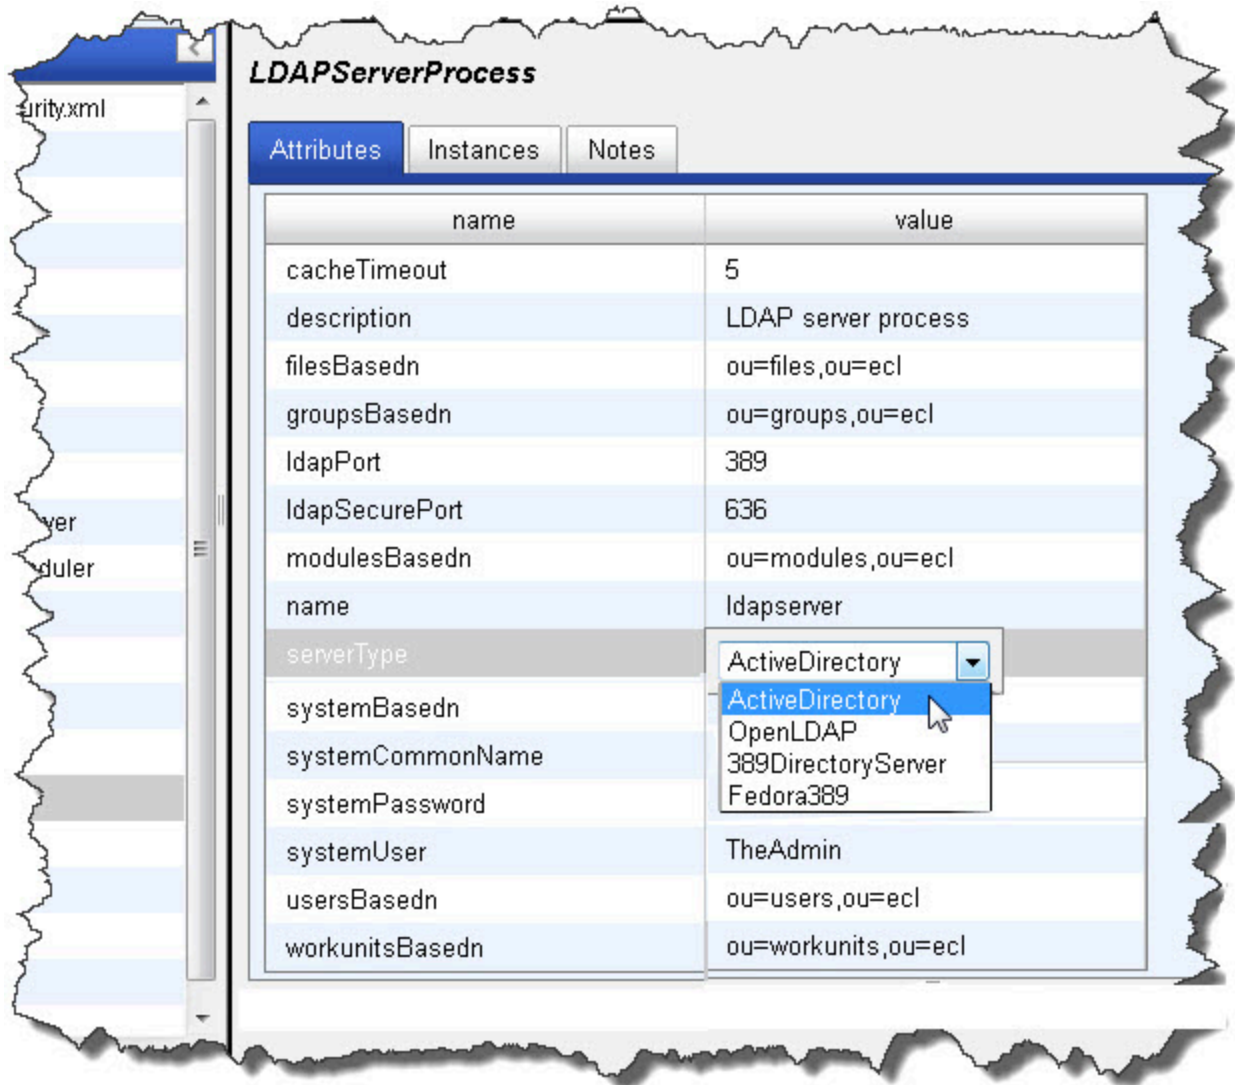 LDAPServerProcess
urity.xml
Attributes Instances Notes
name value
cacheTimeout 5
description LDAP server process
filesBasedn ou=files,ou=ecl
groupsBasedn ou=groups,ou=ecl
ldapPort 389
ldapSecurePort 636
ver
modulesBasedn ou=modules,ou=ecl
duler
name ldapserver
serverType ActiveDirectory
ActiveDirectory
systemBasedn
OpenLDAP
systemCommonName
389DirectoryServer
systemPassword
Fedora389
systemUser TheAdmin
usersBasedn ou=users,ou=ecl
workunitsBasedn ou=workunits,ou=ecl